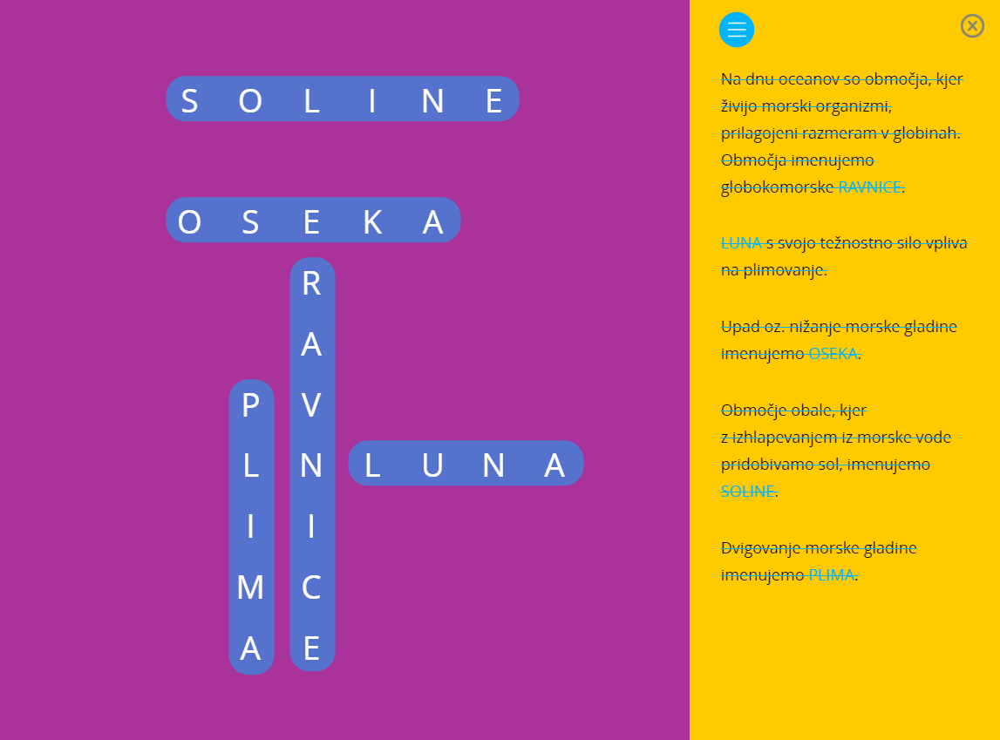 SOLINE
OSEKA
RAVNICE
PLIMA
LUNA
Na dnu oceanov so območja, kjer
živijo morski organizmi,
prilagojeni razmeram v globinah.
Območja imenujemo
globokomorske RAVNICE.
LUNA s svojo težnostno silo vpliva
na plimovanje.
Upad oz. nižanje morske gladine
imenujemo OSEKA.
Območje obale, kjer
z izhlapevanjem iz morske vode
pridobivamo sol, imenujemo
SOLINE.
Dvigovanje morske gladine
imenujemo PLIMA.